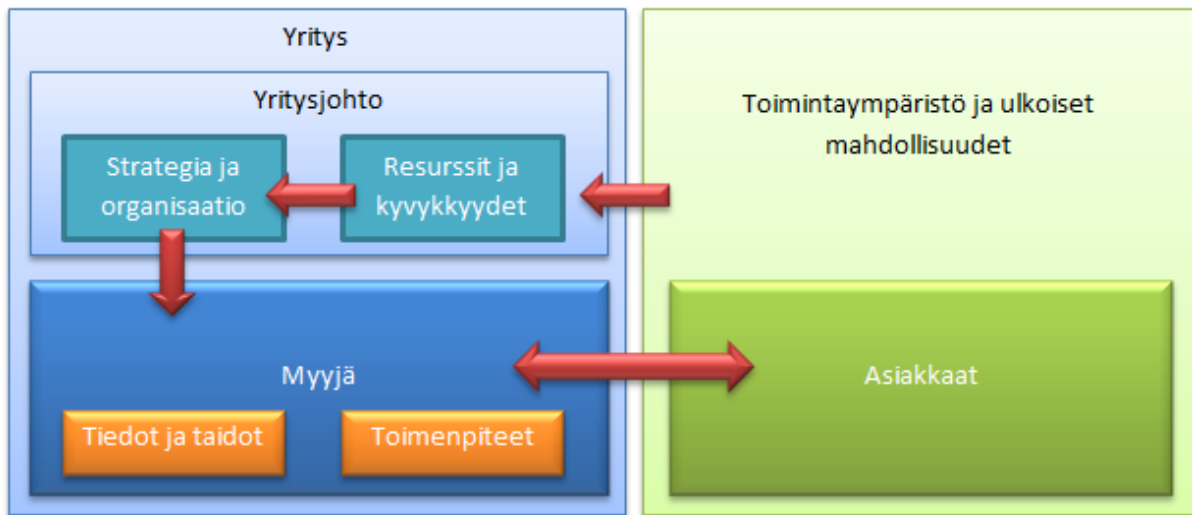 Yritys
Yritysjohto
Strategia ja
organisaatio
Resurssit ja
kyvykkyydet
Myyjä
Tiedot ja taidot
Toimenpiteet
Toimintaympäristö ja ulkoiset
mahdollisuudet
Asiakkaat